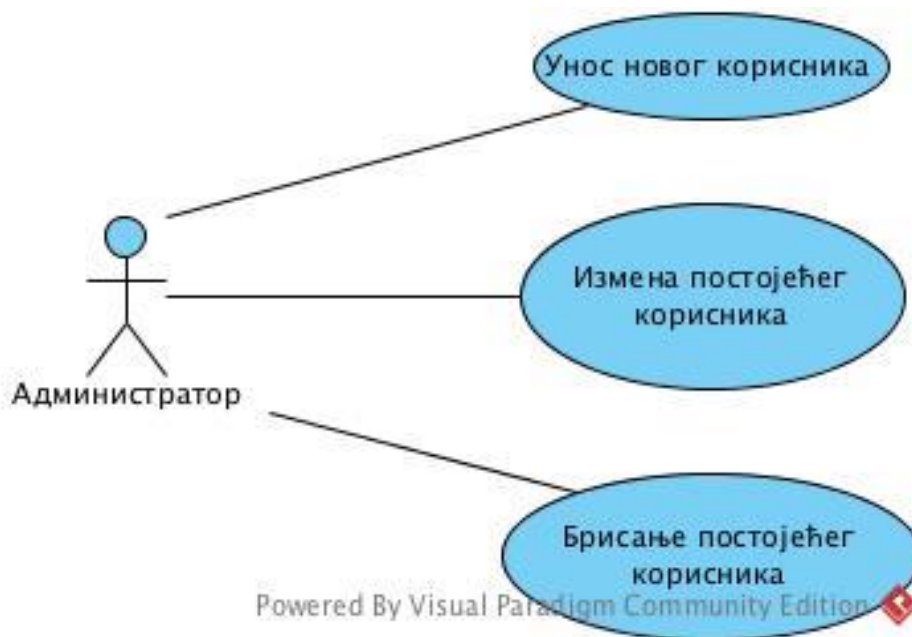 Унос новог корисника
Измена постојећег
корисника
Администратор
Брисање постојећег
корисника
Powered By Visual Paradigm Community Edition